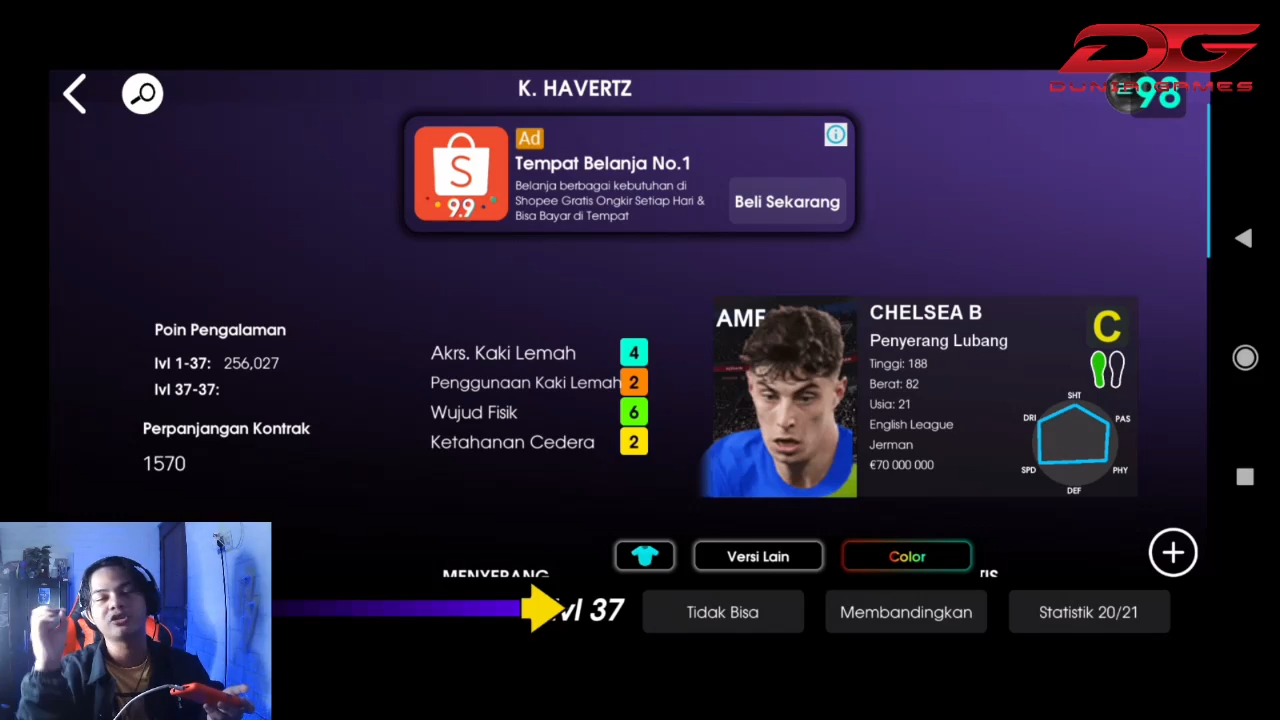 DG
DUNIA GAMES
K. HAVERTZ
98
Ad
Tempat Belanja No.1
Belanja berbagai kebutuhan di
Shopee Gratis Ongkir Setiap Hari &
Bisa Bayar di Tempat
Beli Sekarang
S
9.9
Poin Pengalaman
lvl 1-37: 256,027
lvl 37-37:
Perpanjangan Kontrak
1570
Akrs. Kaki Lemah 4
Penggunaan Kaki Lemah 2
Wujud Fisik 6
Ketahanan Cedera 2
AMF
CHELSEA B
Penyerang Lubang
Tinggi: 188
Berat: 82
Usia: 21
English League
Jerman
€70 000 000
C
SHT
DRI
PAS
SPD
PHY
DEF
Versi Lain
Color
MENYERANG
lvl 37
Tidak Bisa
Membandingkan
Statistik 20/21